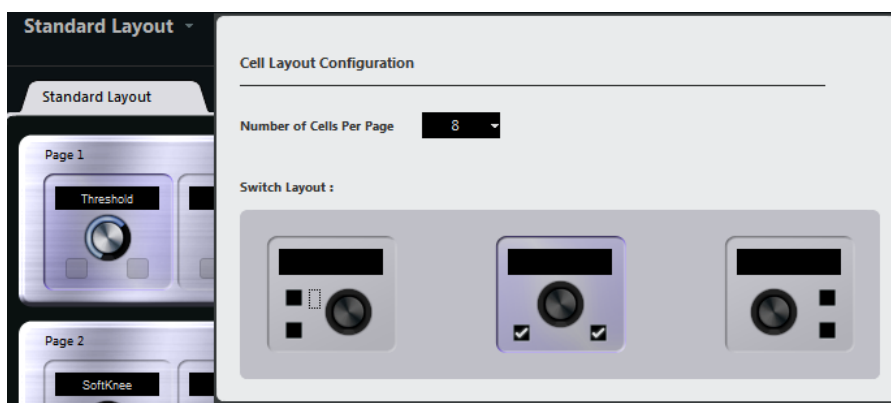 Standard Layout
Standard Layout
Page 1
Threshold
Page 2
SoftKnee
Cell Layout Configuration
Number of Cells Per Page 8
Switch Layout :